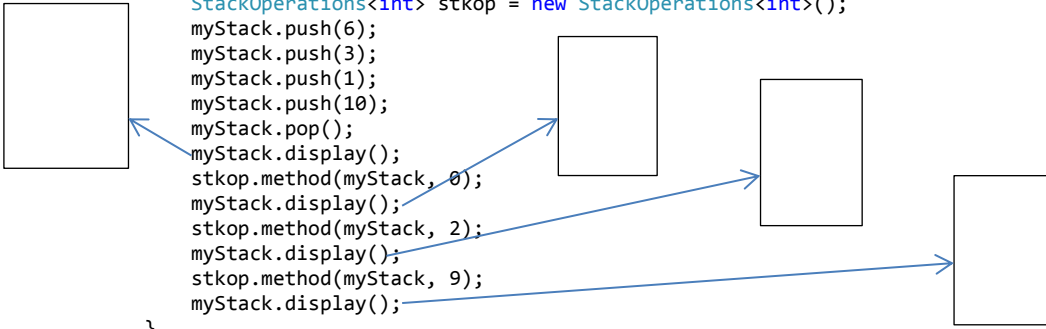 StackOperations<int> stkop = new StackOperations<int>();
myStack.push(6);
myStack.push(3);
myStack.push(1);
myStack.push(10);
myStack.pop();
myStack.display();
stkop.method(myStack, 0);
myStack.display();
stkop.method(myStack, 2);
myStack.display();
stkop.method(myStack, 9);
myStack.display();
}